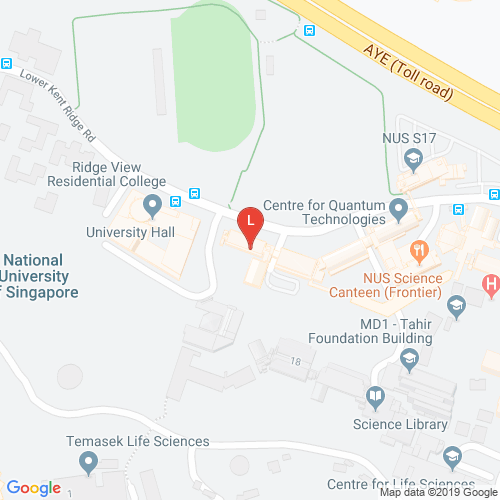 AYE (Toll road)
Lower Kent Ridge Rd
NUS S17
Ridge View
Residential College
Centre for Quantum
Technologies
L
University Hall
National
University
of Singapore
NUS Science
Canteen (Frontier)
H
MD1 - Tahir
Foundation Building
18
Science Library
Temasek Life Sciences
Centre for Life Sciences
Google
Map data ©2019 Google